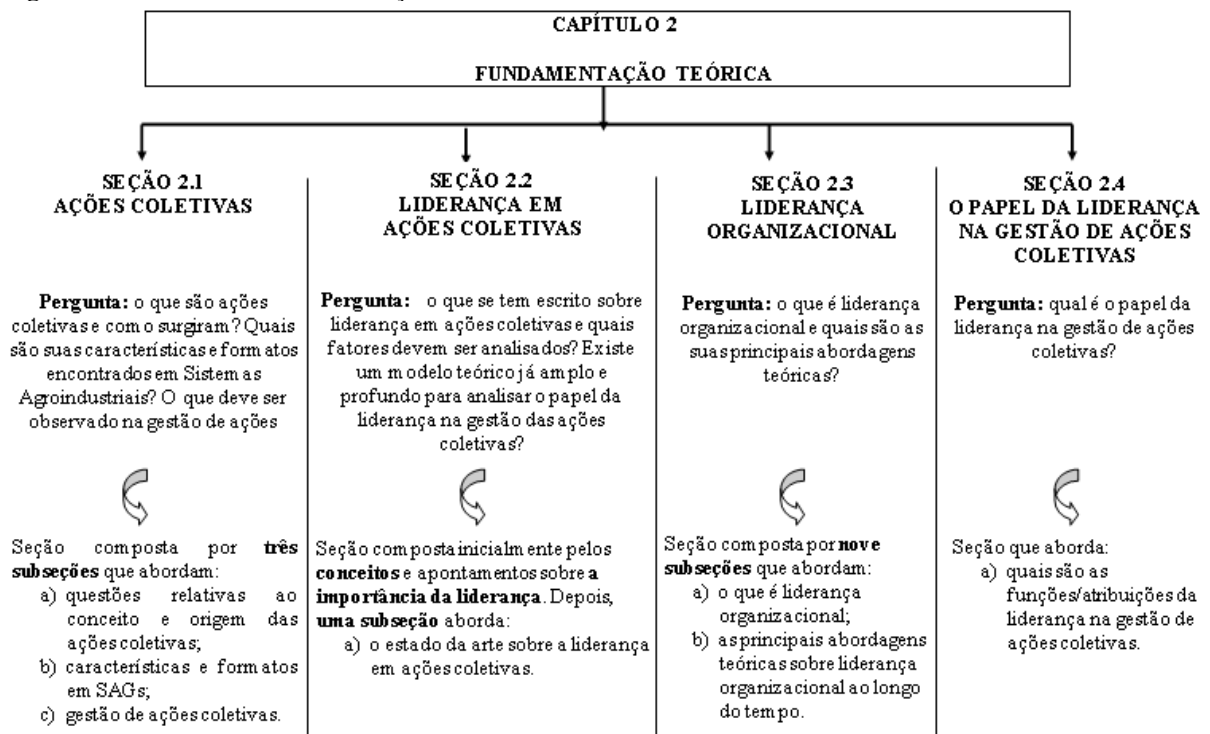 CAPÍTULO 2
FUNDAMENTAÇÃO TEÓRICA
SEÇÃO 2.1
AÇÕES COLETIVAS
Pergunta: o que são ações
coletivas e como surgiram? Quais
são suas características e formatos
encontrados em Sistemas
Agroindustriais? O que deve ser
observado na gestão de ações
Seção composta por três
subseções que abordam:
a) questões relativas ao
conceito e origem das
ações coletivas;
b) características e formatos
em SAGs;
c) gestão de ações coletivas.
SEÇÃO 2.2
LIDERANÇA EM
AÇÕES COLETIVAS
Pergunta: o que se tem escrito sobre
liderança em ações coletivas e quais
fatores devem ser analisados? Existe
um modelo teórico já amplo e
profundo para analisar o papel da
liderança na gestão das ações
coletivas?
Seção composta inicialmente pelos
conceitos e apontamentos sobre a
importância da liderança. Depois,
uma subseção aborda:
a) o estado da arte sobre a liderança
em ações coletivas.
SEÇÃO 2.3
LIDERANÇA
ORGANIZACIONAL
Pergunta: o que é liderança
organizacional e quais são as
suas principais abordagens
teóricas?
Seção composta por nove
subseções que abordam:
a) o que é liderança
organizacional;
b) as principais abordagens
teóricas sobre liderança
organizacional ao longo
do tempo.
SEÇÃO 2.4
O PAPEL DA LIDERANÇA
NA GESTÃO DE AÇÕES
COLETIVAS
Pergunta: qual é o papel da
liderança na gestão de ações
coletivas?
Seção que aborda:
a) quais são as
funções/atribuições da
liderança na gestão de
ações coletivas.